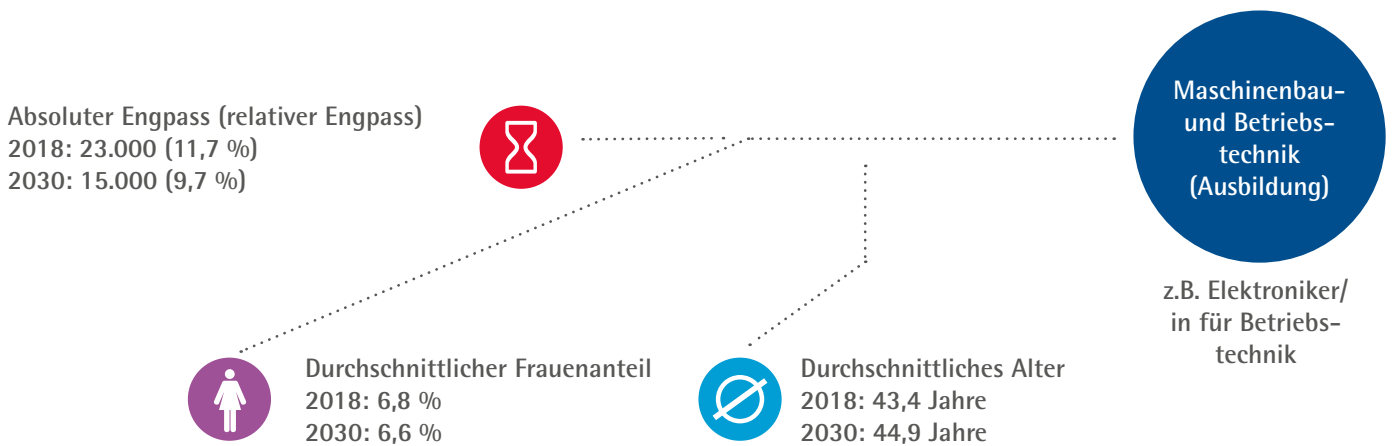 Absoluter Engpass (relativer Engpass)
2018: 23.000 (11,7 %)
2030: 15.000 (9,7 %)
Maschinenbau-
und Betriebs-
technik
(Ausbildung)
z.B. Elektroniker/
in für Betriebs-
technik
Durchschnittlicher Frauenanteil
2018: 6,8 %
2030: 6,6 %
Durchschnittliches Alter
2018: 43,4 Jahre
2030: 44,9 Jahre